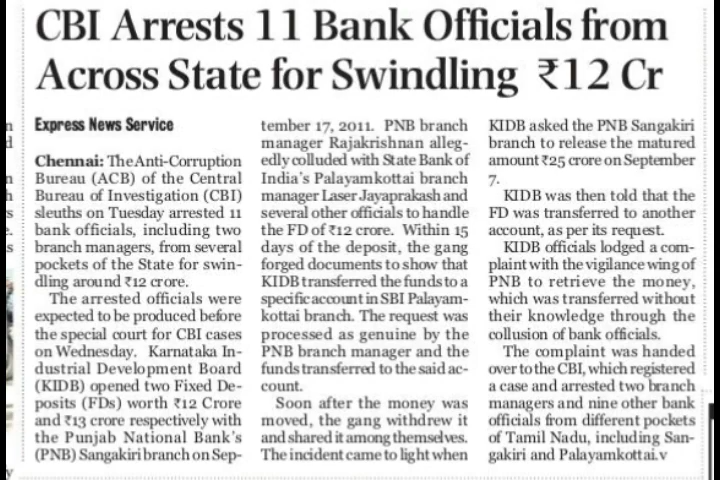 CBI Arrests 11 Bank Officials from
Across State for Swindling ₹12 Cr
Express News Service
Chennai: The Anti-Corruption
Bureau (ACB) of the Central
Bureau of Investigation (CBI)
sleuths on Tuesday arrested 11
bank officials, including two
branch managers, from several
pockets of the State for swin-
dling around ₹12 crore.
The arrested officials were
expected to be produced before
the special court for CBI cases
on Wednesday. Karnataka In-
dustrial Development Board
(KIDB) opened two Fixed De-
posits (FDs) worth ₹12 Crore
and ₹13 crore respectively with
the Punjab National Bank's
(PNB) Sangakiri branch on Sep-
tember 17, 2011. PNB branch
manager Rajakrishnan alleg-
edly colluded with State Bank of
India's Palayamkottai branch
manager Laser Jayaprakash and
several other officials to handle
the FD of ₹12 crore. Within 15
days of the deposit, the gang
forged documents to show that
KIDB transferred the funds to a
specific account in SBI Palayam-
kottai branch. The request was
processed as genuine by the
PNB branch manager and the
funds transferred to the said ac-
count.
Soon after the money was
moved, the gang withdrew it
and shared it among themselves.
The incident came to light when
KIDB asked the PNB Sangakiri
branch to release the matured
amount ₹25 crore on September
7.
KIDB was then told that the
FD was transferred to another
account, as per its request.
KIDB officials lodged a com-
plaint with the vigilance wing of
PNB to retrieve the money,
which was transferred without
their knowledge through the
collusion of bank officials.
The complaint was handed
over to the CBI, which registered
a case and arrested two branch
managers and nine other bank
officials from different pockets
of Tamil Nadu, including San-
gakiri and Palayamkottai.v